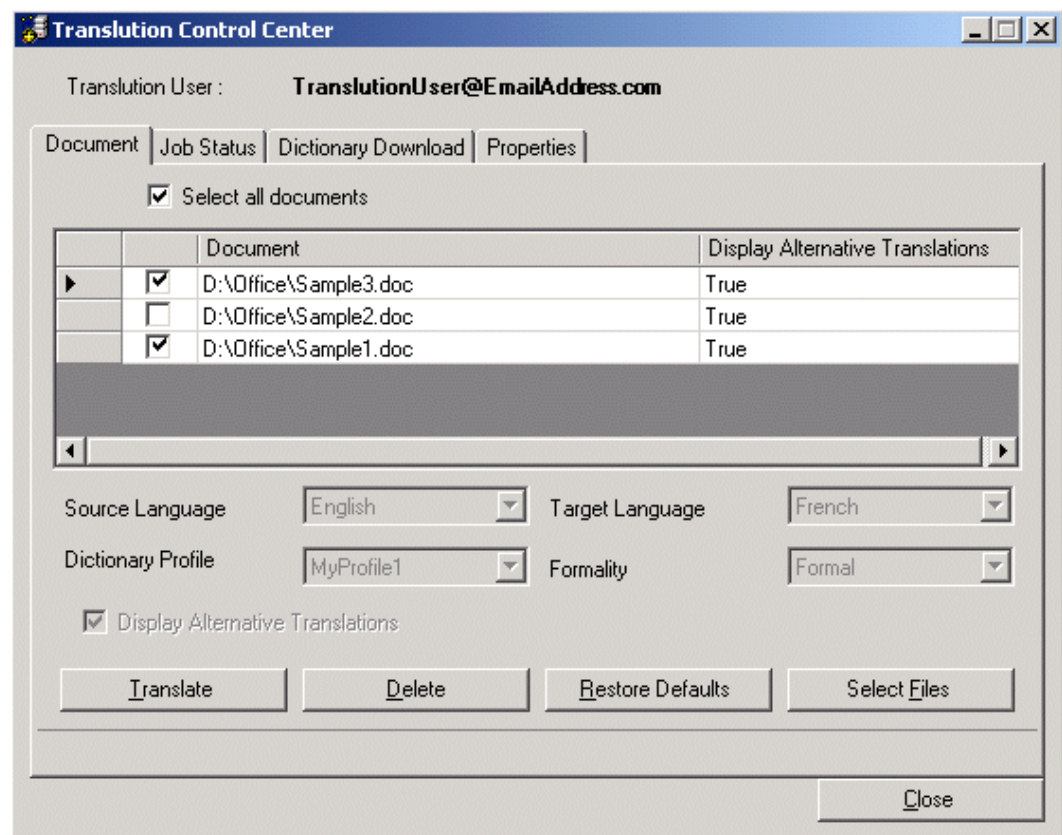 Translution Control Center
Translution User : TranslutionUser@EmailAddress.com
Document Job Status Dictionary Download Properties
Select all documents
Document Display Alternative Translations
D:\Office\Sample3.doc True
D:\Office\Sample2.doc True
D:\Office\Sample1.doc True
Source Language English Target Language French
Dictionary Profile MyProfile1 Formality Formal
Display Alternative Translations
Translate Delete Restore Defaults Select Files
Close